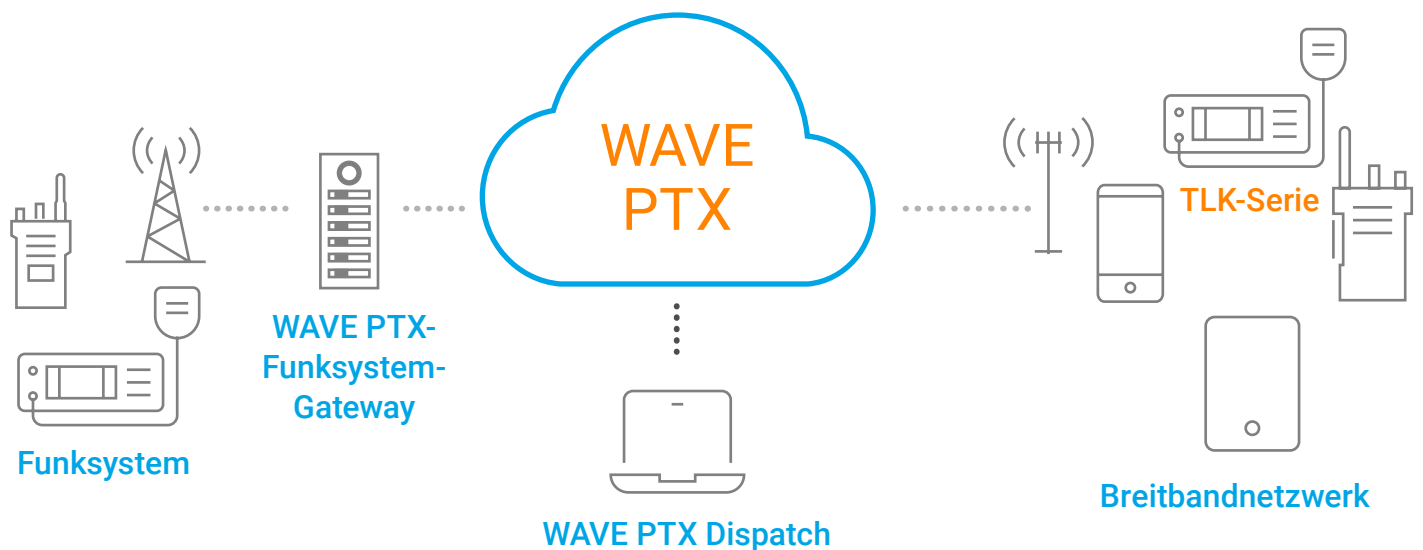 WAVE
PTX
TLK-Serie
WAVE PTX-
Funksystem-
Gateway
Funksystem
Breitbandnetzwerk
WAVE PTX Dispatch